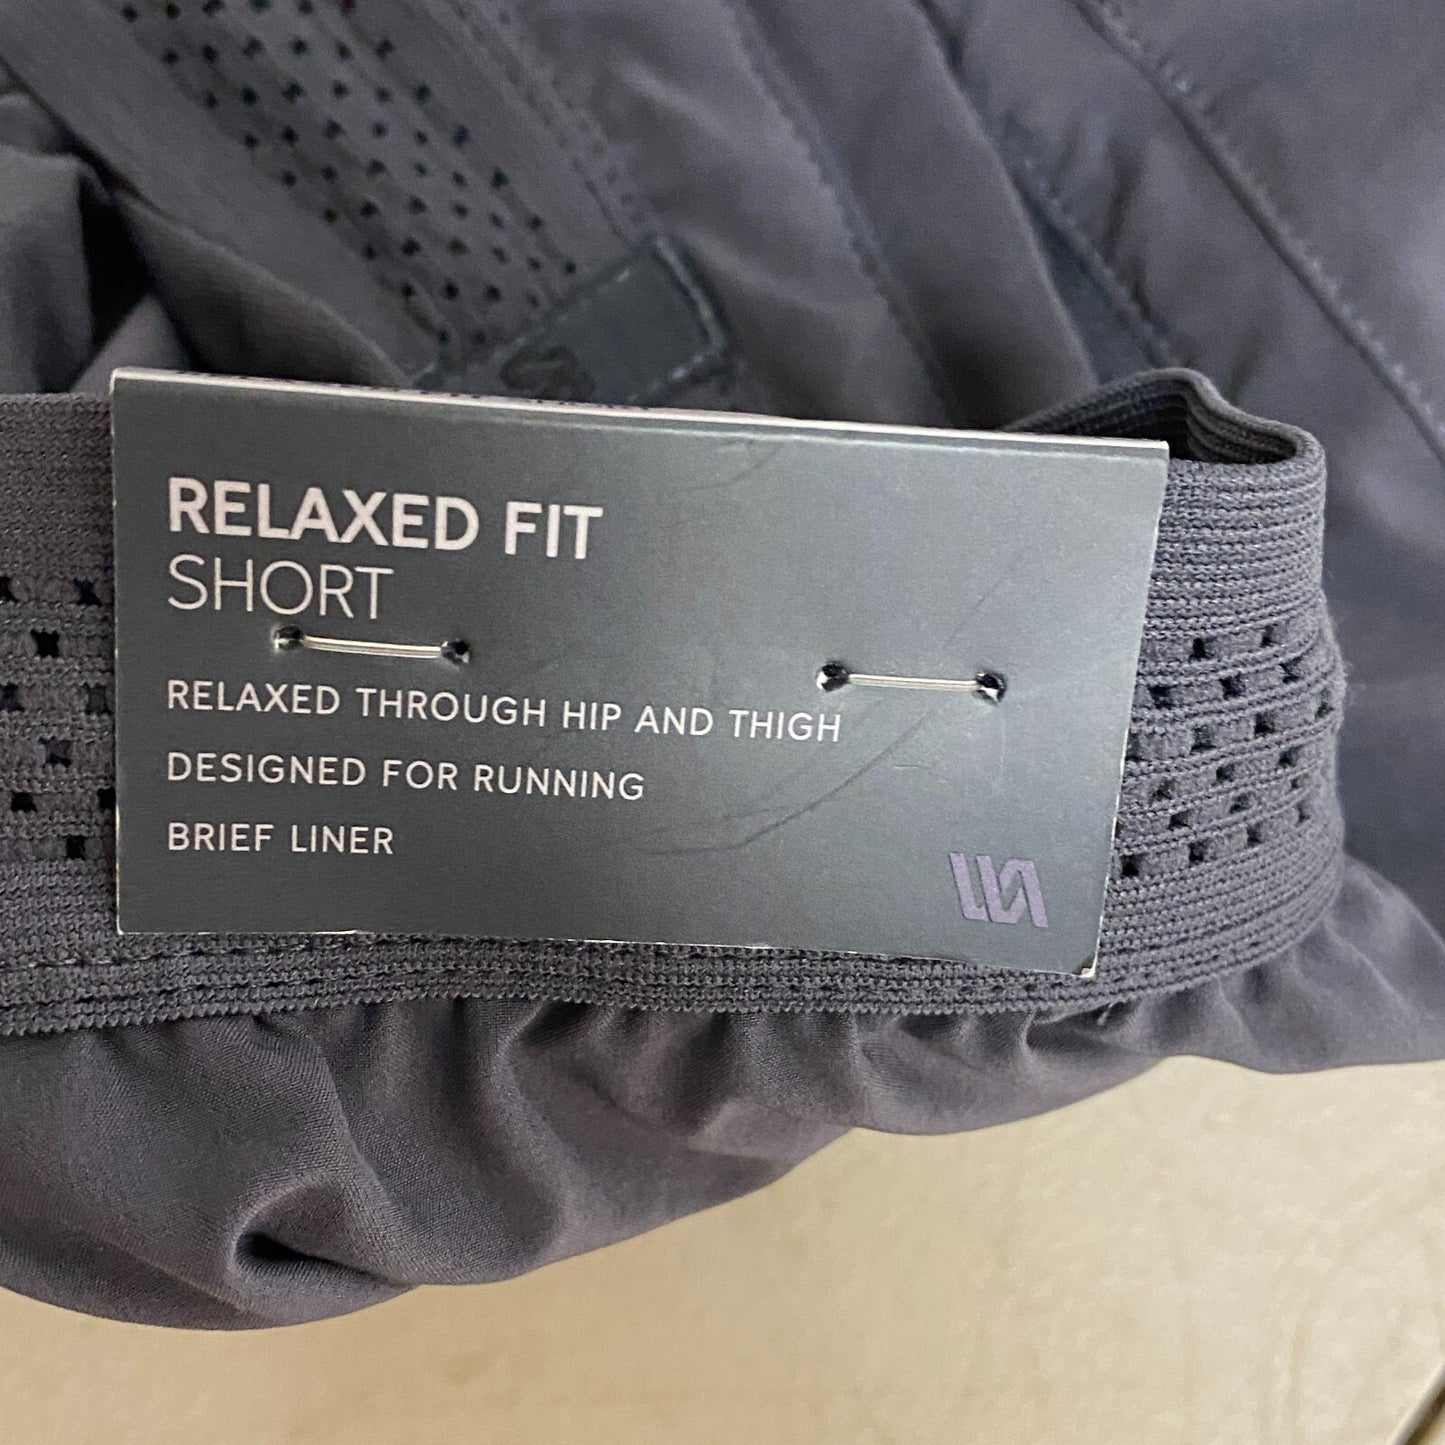 RELAXED FIT
SHORT
RELAXED THROUGH HIP AND THIGH
DESIGNED FOR RUNNING
BRIEF LINER